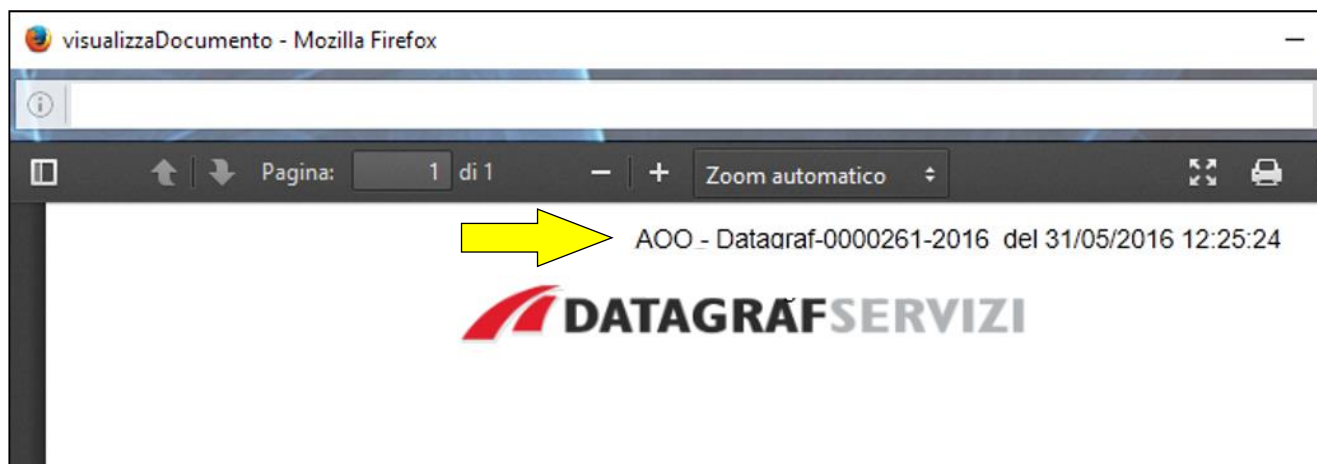 visualizzaDocumento - Mozilla Firefox
Pagina: 1 di 1 Zoom automatico
AOO - Datagraf-0000261-2016 del 31/05/2016 12:25:24
DATAGRAFSERVIZI